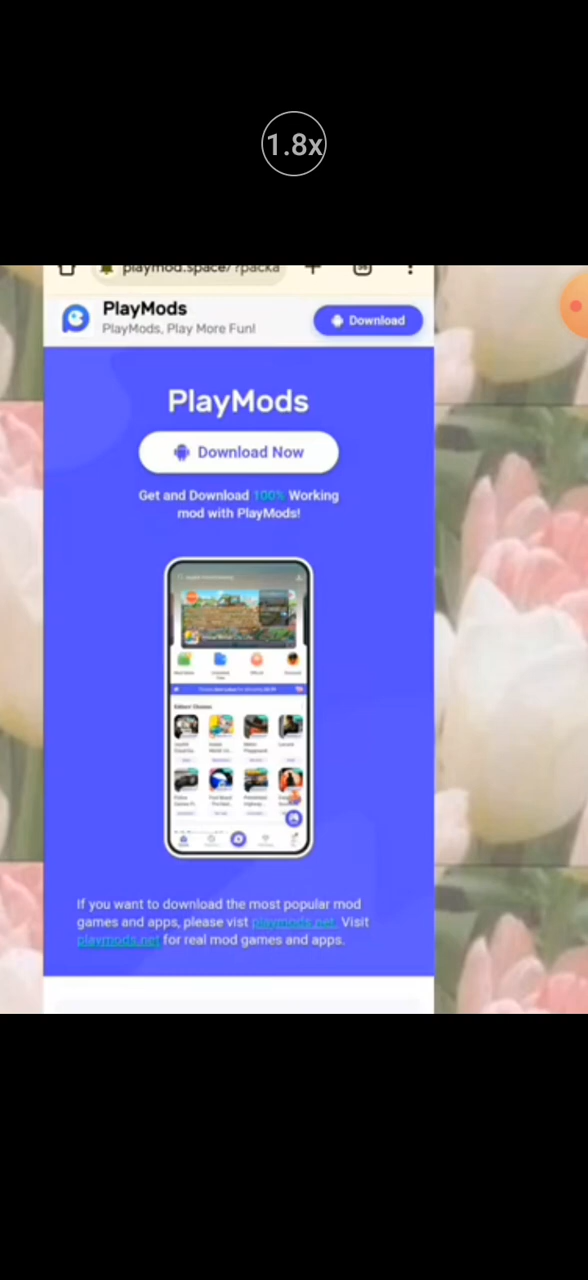 1.8x
playmod.space/?packa
PlayMods
PlayMods, Play More Fun!
Download
PlayMods
Download Now
Get and Download 100% Working
mod with PlayMods!
If you want to download the most popular mod
games and apps, please vist playmods.net. Visit
playmods.net for real mod games and apps.